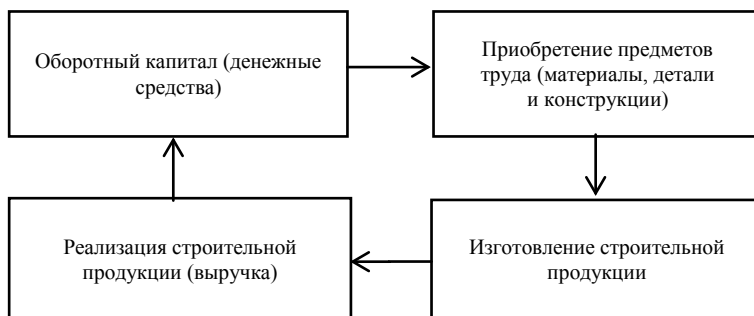 Оборотный капитал (денежные
средства)
Приобретение предметов
труда (материалы, детали
и конструкции)
Реализация строительной
продукции (выручка)
Изготовление строительной
продукции